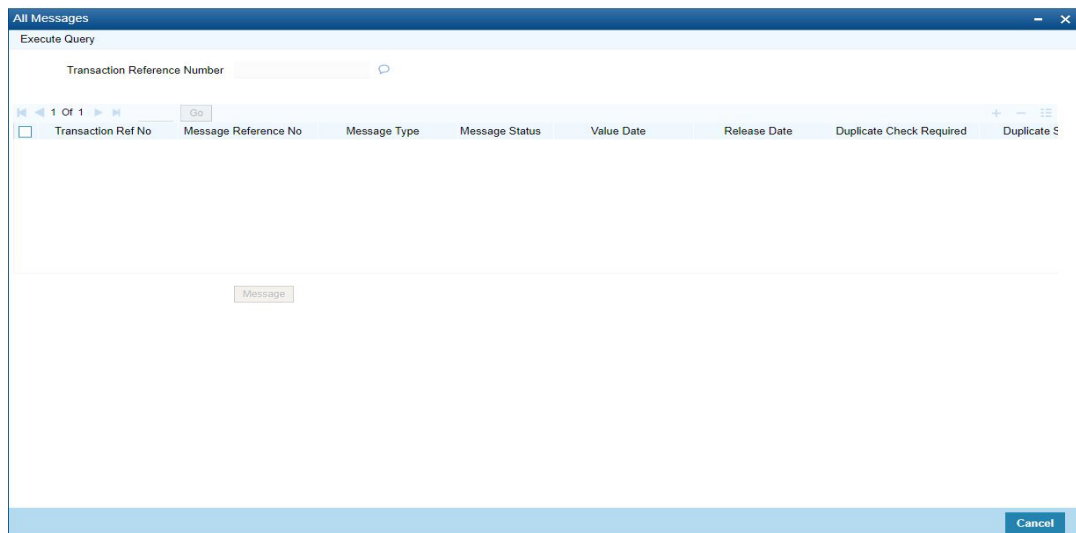 All Messages
Execute Query
Transaction Reference Number
1 Of 1 Go
Transaction Ref No Message Reference No Message Type Message Status Value Date Release Date Duplicate Check Required Duplicate S
Message
Cancel